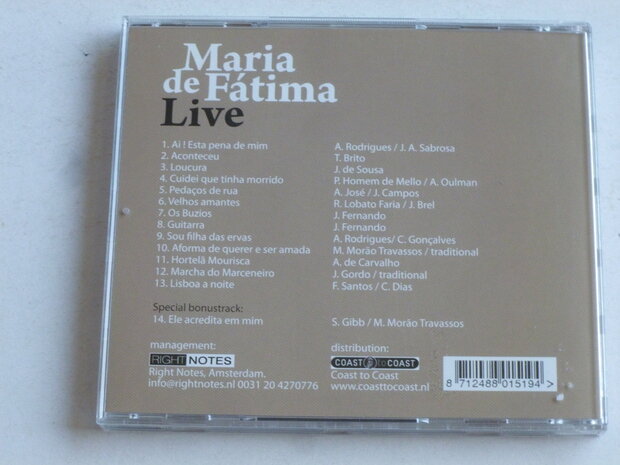 Maria
de Fátima
Live
1. Ai ! Esta pena de mim A. Rodrigues / J. A. Sabrosa
2. Aconteceu T. Brito
3. Loucura J. de Sousa
4. Cuidei que tinha morrido P. Homem de Mello / A. Oulman
5. Pedaços de rua A. José / J. Campos
6. Velhos amantes R. Lobato Faria / J. Brel
7. Os Buzios J. Fernando
8. Guitarra J. Fernando
9. Sou filha das ervas A. Rodrigues/ C. Gonçalves
10. Aforma de querer e ser amada M. Morão Travassos / traditional
11. Hortelã Mourisca A. de Carvalho
12. Marcha do Marceneiro J. Gordo / traditional
13. Lisboa a noite F. Santos / C. Dias
Special bonustrack:
14. Ele acredita em mim S. Gibb / M. Morão Travassos
management: distribution:
RIGHT NOTES COAST to COAST
Right Notes, Amsterdam. Coast to Coast
info@rightnotes.nl 0031 20 4270776 www.coasttocoast.nl
8 712488 015194 >